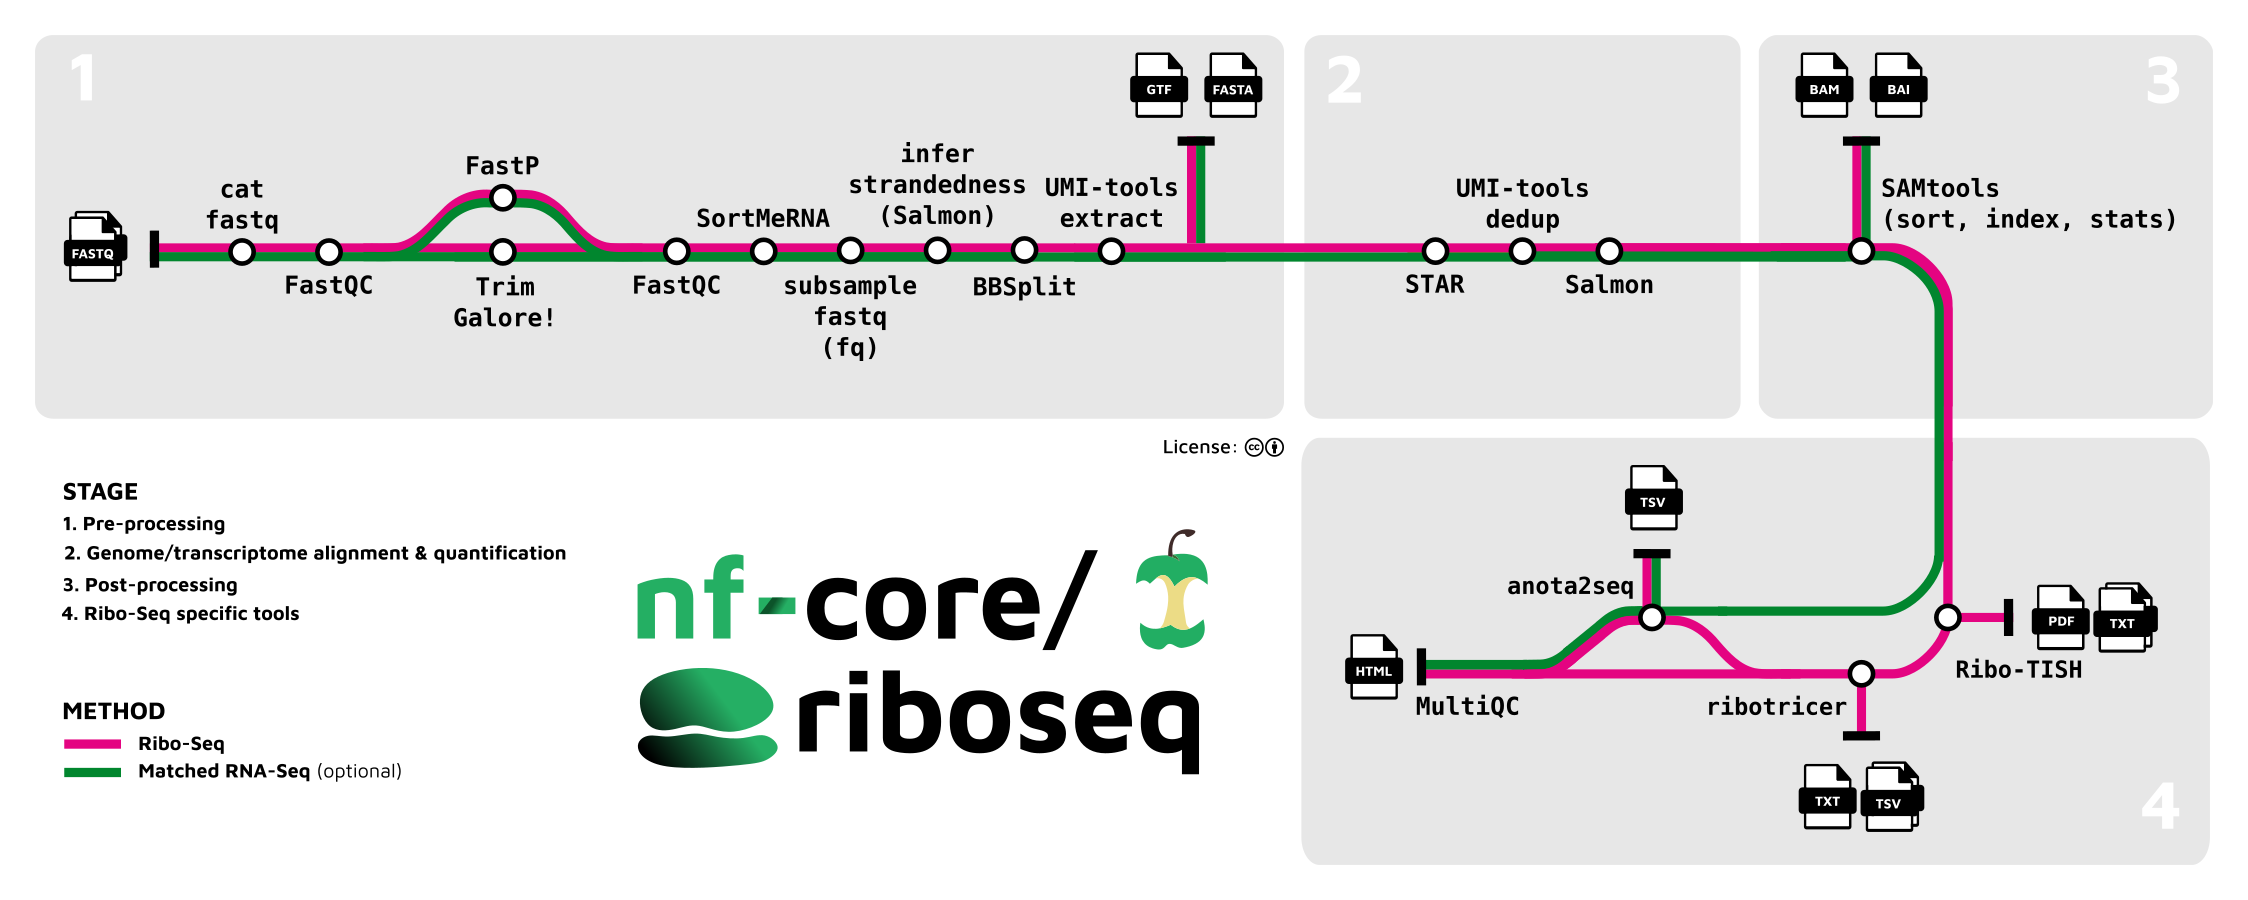 1
GTF
FASTA
2
BAM
BAI
3
FastP
cat
fastq
infer
strandedness
(Salmon)
UMI-tools
extract
SortMeRNA
UMI-tools
dedup
SAMtools
(sort, index, stats)
FASTQ
FastQC
Trim
Galore!
FastQC
subsample
fastq
(fq)
BBSplit
STAR
Salmon
License: cc
STAGE
1. Pre-processing
2. Genome/transcriptome alignment & quantification
3. Post-processing
4. Ribo-Seq specific tools
METHOD
Ribo-Seq
Matched RNA-Seq (optional)
nf-core/
riboseq
TSV
anota2seq
HTML
MultiQC
ribotricer
PDF
TXT
Ribo-TISH
TXT
TSV
4